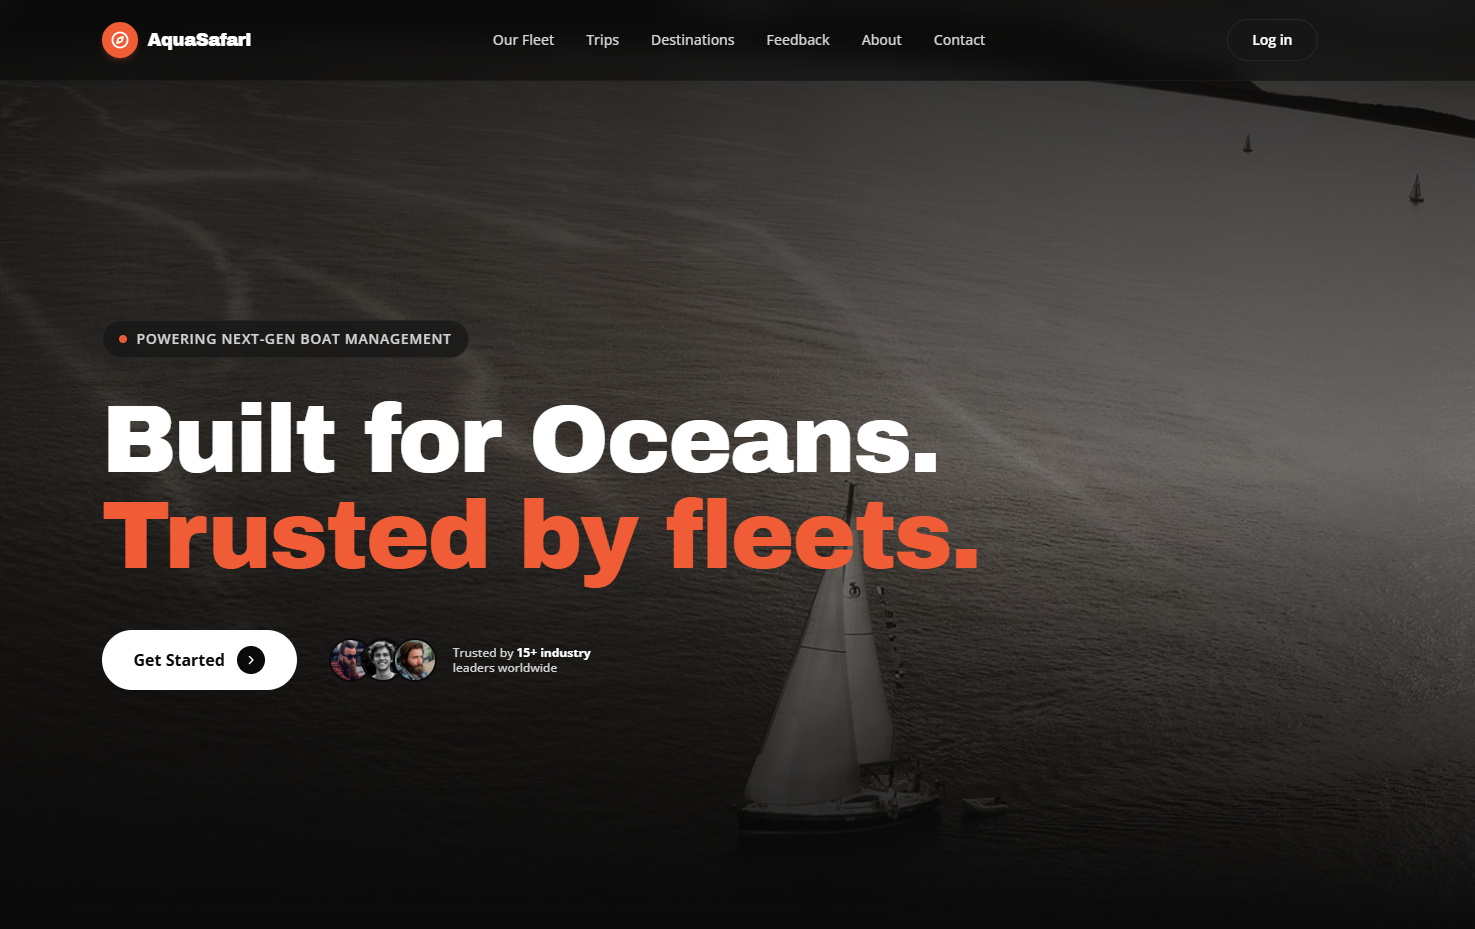 AquaSafari
Our Fleet
Trips
Destinations
Feedback
About
Contact
Log in
POWERING NEXT-GEN BOAT MANAGEMENT
Built for Oceans.
Trusted by fleets.
Get Started
Trusted by 15+ industry
leaders worldwide